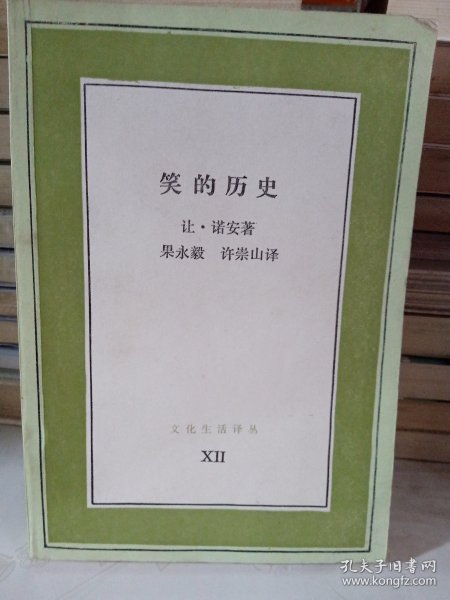 笑的历史
让·诺安著
果永毅 许崇山译
文化生活译丛
XII
孔夫子旧书网
www.kongfz.com